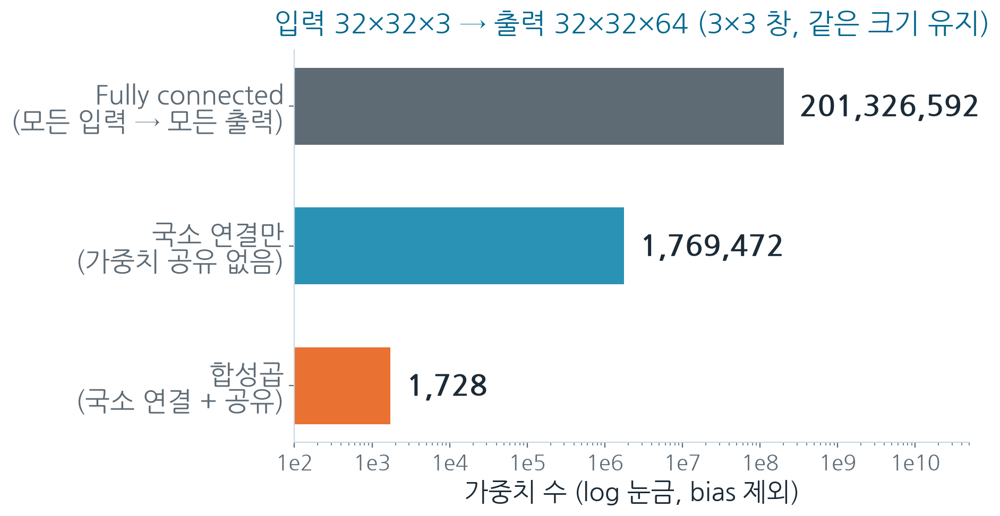 입력 32×32×3 → 출력 32×32×64 (3×3 창, 같은 크기 유지)
Fully connected
(모든 입력 → 모든 출력)
201,326,592
국소 연결만
(가중치 공유 없음)
1,769,472
합성곱
(국소 연결 + 공유)
1,728
1e2 1e3 1e4 1e5 1e6 1e7 1e8 1e9 1e10
가중치 수 (log 눈금, bias 제외)